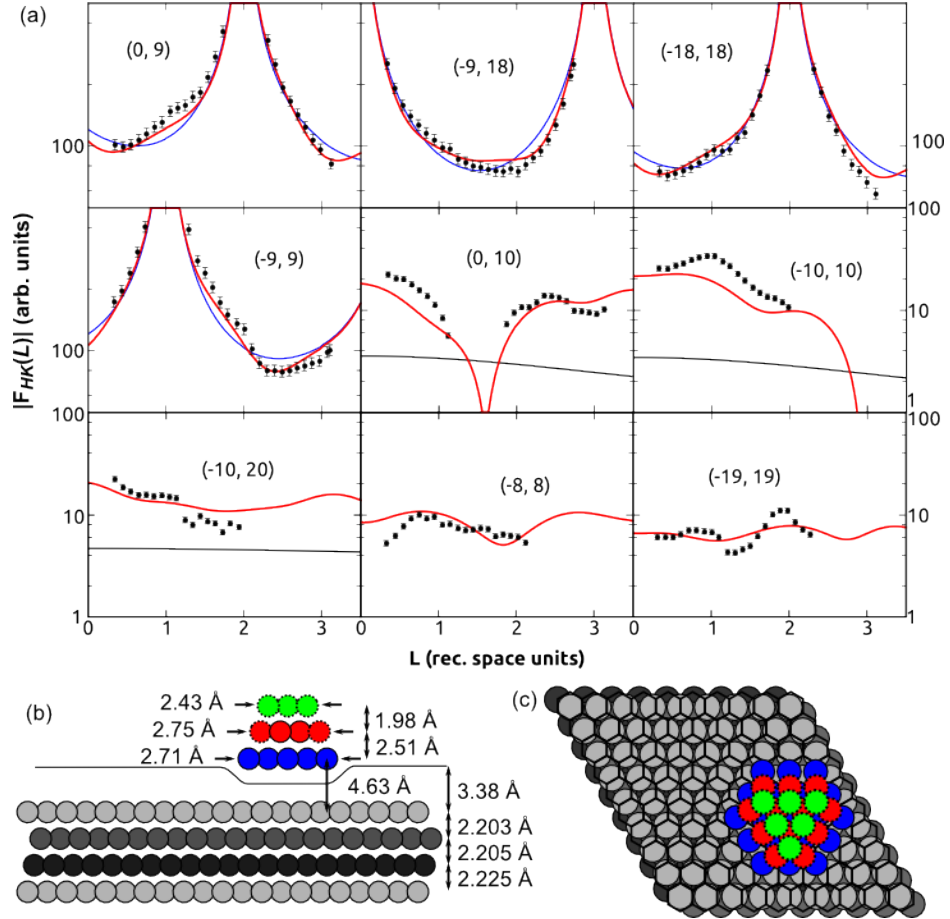 (a)
(0, 9)
(-9, 18)
(-18, 18)
100
100
(-9, 9)
(0, 10)
(-10, 10)
100
100
10
1
|F_HK(L)| (arb. units)
100
(-10, 20)
(-8, 8)
(-19, 19)
100
10
10
1
1
0 1 2 3 0 1 2 3 0 1 2 3
L (rec. space units)
(b)
2.43 Å
2.75 Å
2.71 Å
1.98 Å
2.51 Å
4.63 Å
3.38 Å
2.203 Å
2.205 Å
2.225 Å
(c)